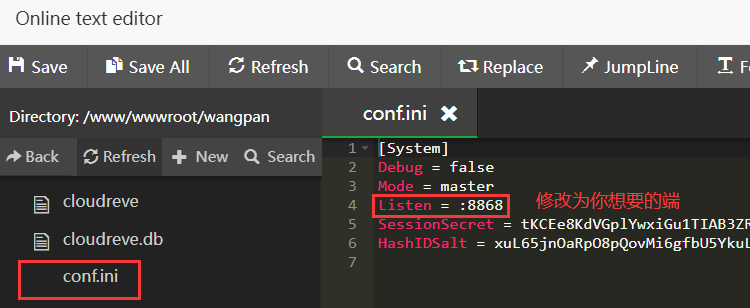 Online text editor
Save Save All Refresh Search Replace JumpLine
Directory: /www/wwwroot/wangpan
conf.ini
Back Refresh New Search
cloudreve
cloudreve.db
conf.ini
1 [System]
2 Debug = false
3 Mode = master
4 Listen = :8868 修改为你想要的端
5 SessionSecret = tKCEe8KdVGplYwxiGu1TIAB3ZR
6 HashIDSalt = xuL65jnOaRpO8pQovMi6gfbU5YkuL
7